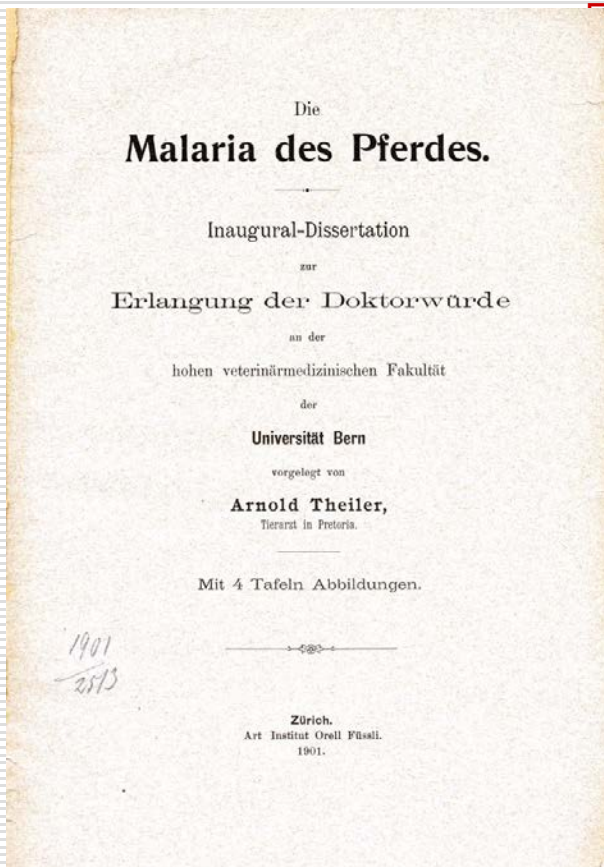 Die
Malaria des Pferdes.
Inaugural-Dissertation
zur
Erlangung der Doktorwürde
an der
hohen veterinärmedizinischen Fakultät
der
Universität Bern
vorgelegt von
Arnold Theiler,
Tierarzt in Pretoria.
Mit 4 Tafeln Abbildungen.
1901
2513
Zürich.
Art Institut Orell Füssli.
1901.